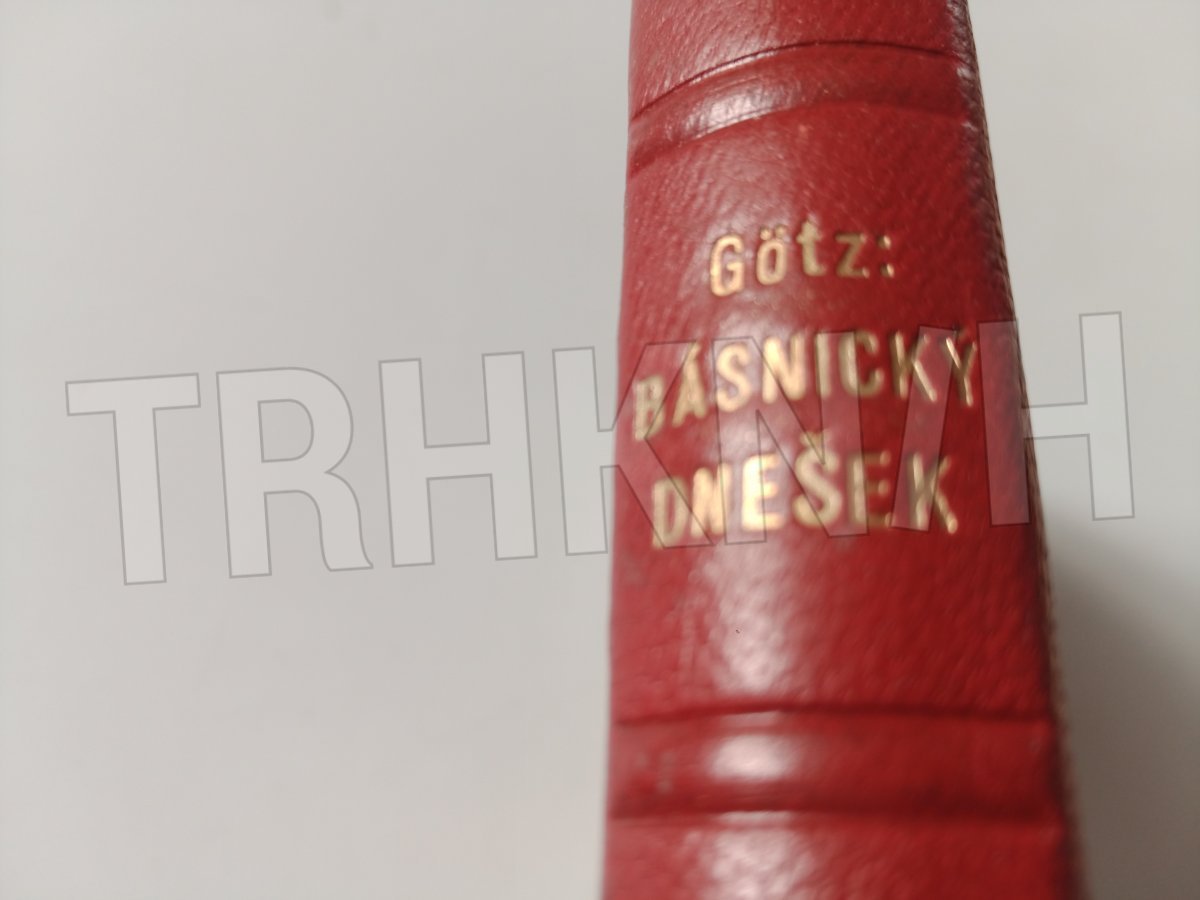 Götz:
BÁSNICKÝ
DNEŠEK
TRHKNIH